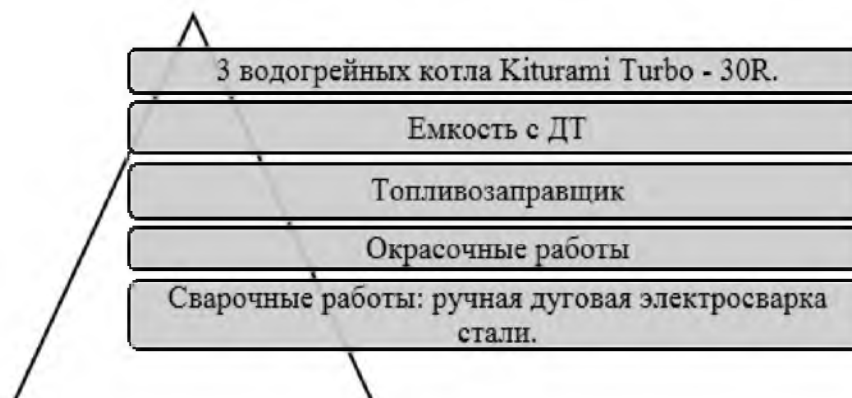 3 водогрейных котла Kiturami Turbo - 30R.
Емкость с ДТ
Топливозаправщик
Окрасочные работы
Сварочные работы: ручная дуговая электросварка
стали.